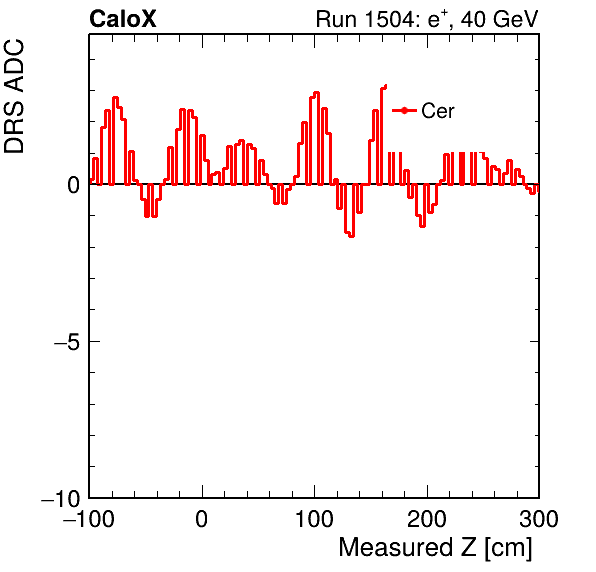 CaloX Run 1504: e⁺, 40 GeV
DRS ADC
Cer
0
−5
−10
−100 0 100 200 300
Measured Z [cm]